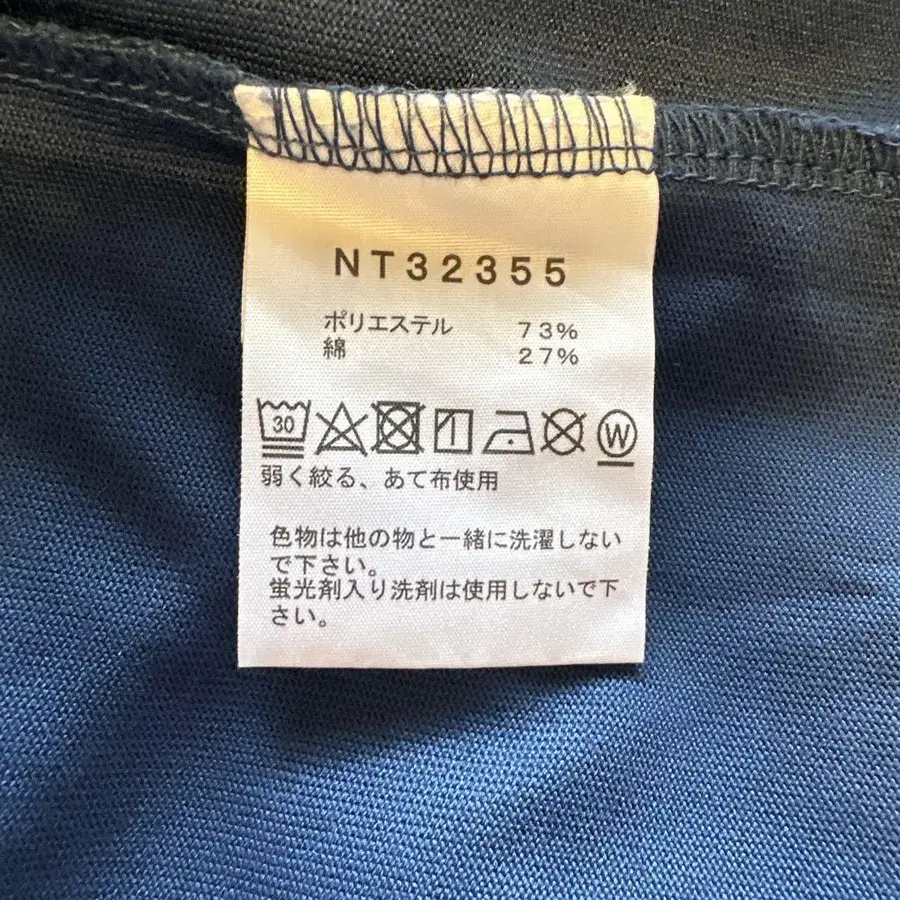 NT32355
ポリエステル 73%
綿 27%
30 W
弱く絞る、あて布使用
色物は他の物と一緒に洗濯しない
で下さい。
蛍光剤入り洗剤は使用しないで下
さい。